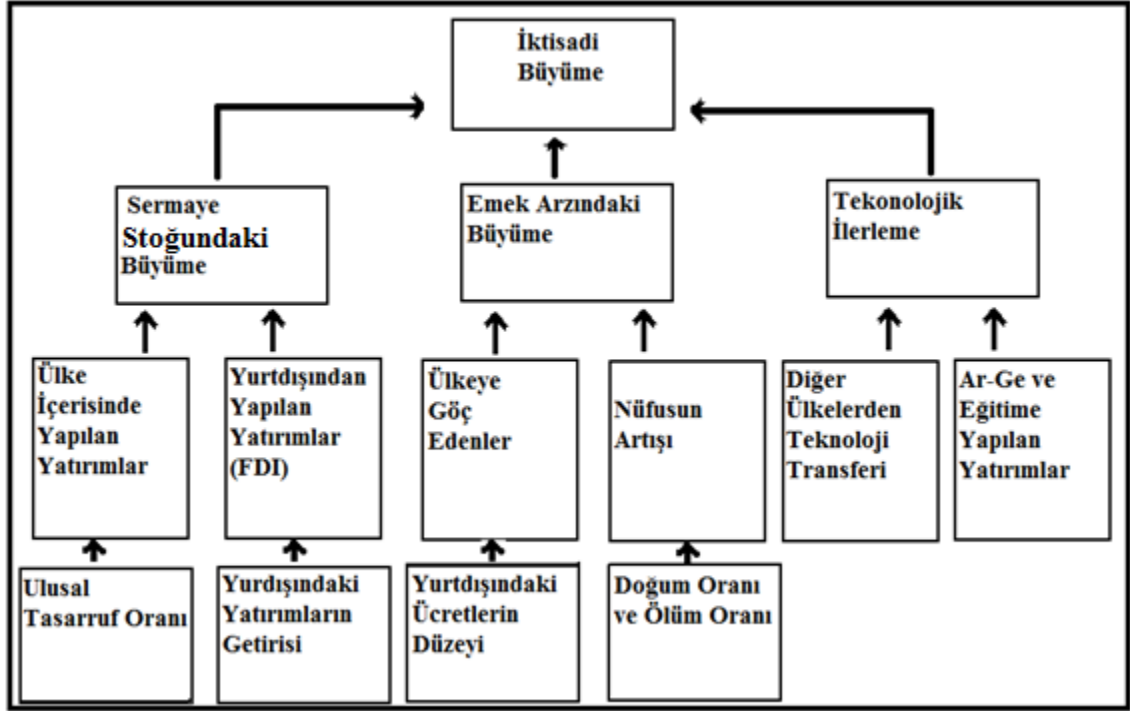 İktisadi
Büyüme
Sermaye
Stoğundaki
Büyüme
Emek Arzındaki
Büyüme
Tekonolojik
İlerleme
Ülke
İçerisinde
Yapılan
Yatırımlar
Yurtdışından
Yapılan
Yatırımlar
(FDI)
Ülkeye
Göç
Edenler
Nüfusun
Artışı
Diğer
Ülkelerden
Teknoloji
Transferi
Ar-Ge ve
Eğitime
Yapılan
Yatırımlar
Ulusal
Tasarruf Oranı
Yurdışındaki
Yatırımların
Getirisi
Yurtdışındaki
Ücretlerin
Düzeyi
Doğum Oranı
ve Ölüm Oranı